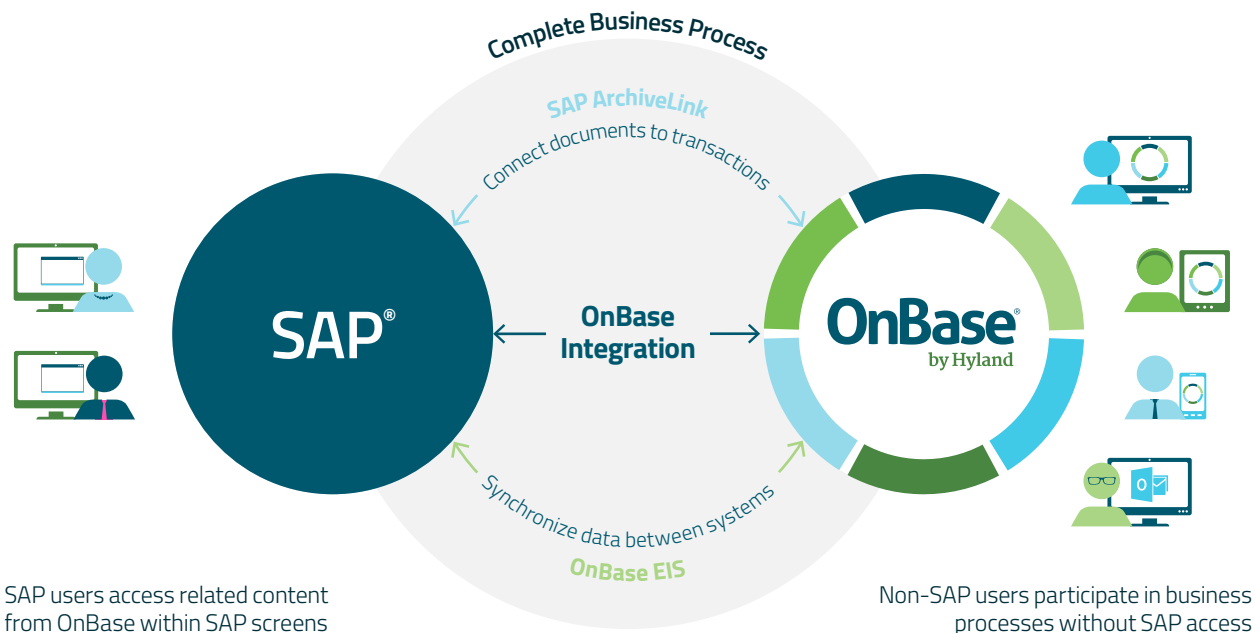 Complete Business Process
SAP ArchiveLink
Connect documents to transactions
SAP®
OnBase
Integration
OnBase®
by Hyland
Synchronize data between systems
OnBase EIS
SAP users access related content
from OnBase within SAP screens
Non-SAP users participate in business
processes without SAP access
O